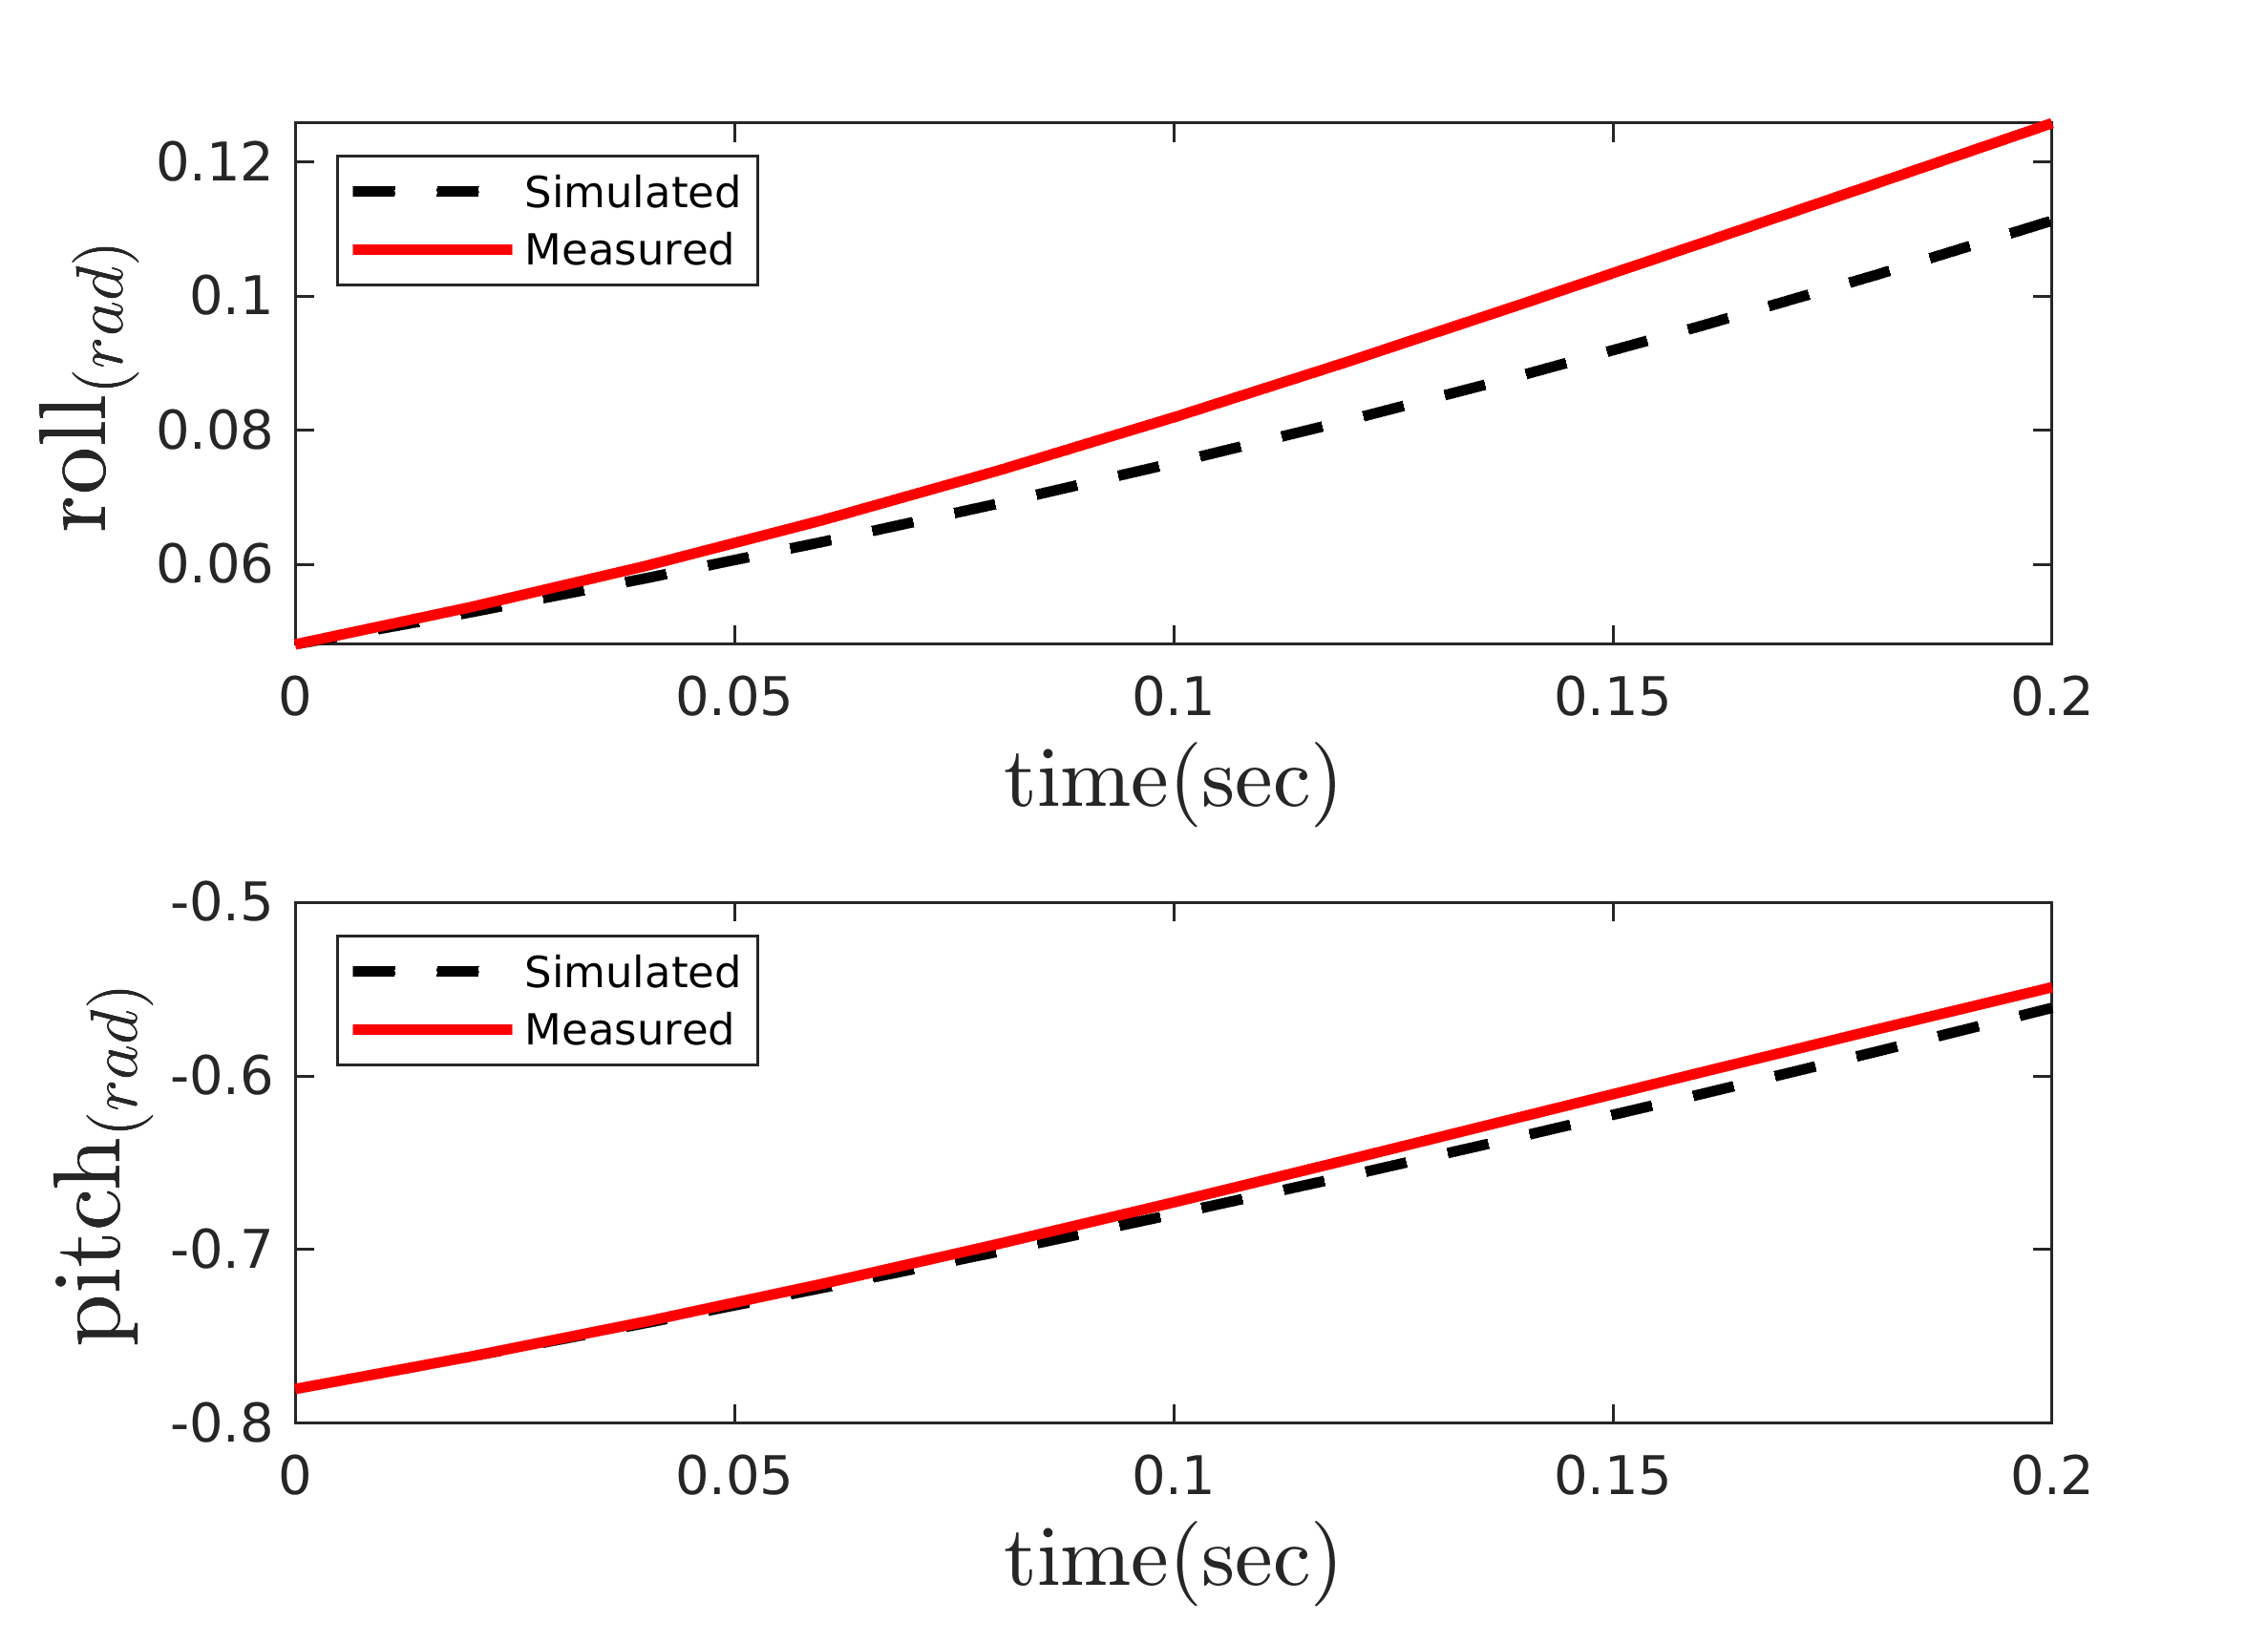 0.12
0.1
0.08
0.06
roll(rad)
Simulated
Measured
0 0.05 0.1 0.15 0.2
time(sec)
-0.5
-0.6
-0.7
-0.8
pitch(rad)
Simulated
Measured
0 0.05 0.1 0.15 0.2
time(sec)